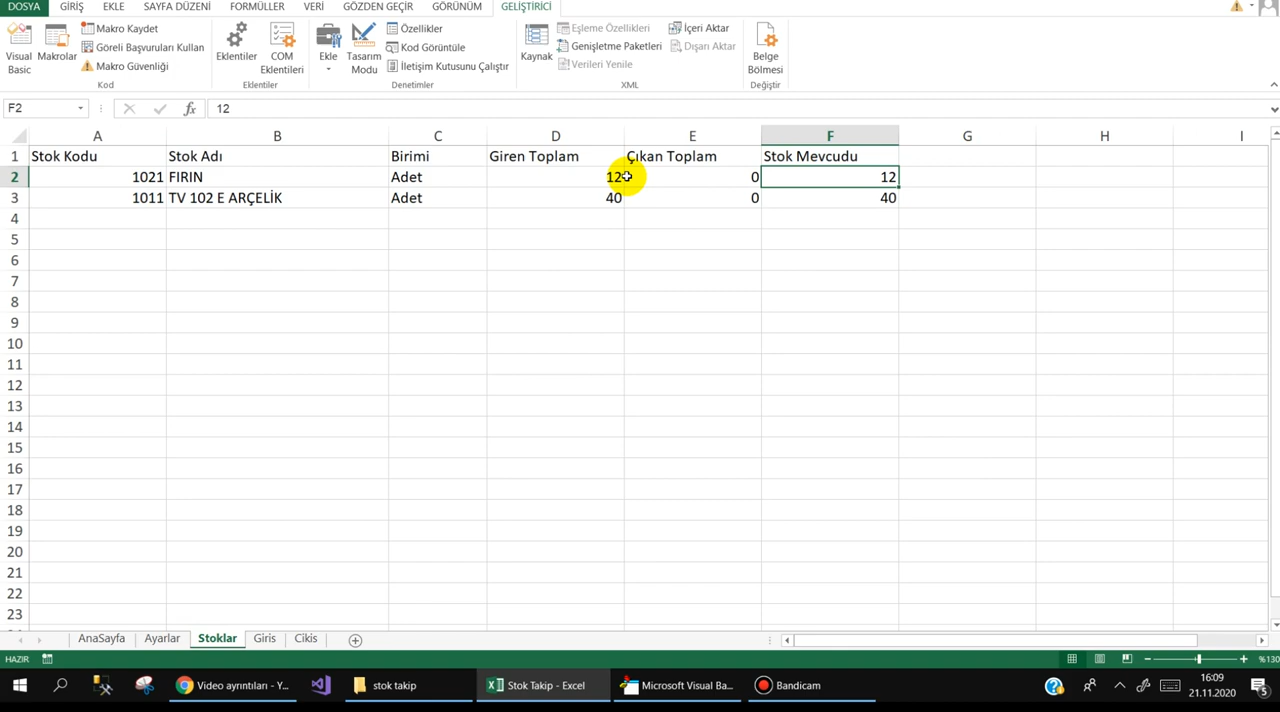 DOSYA GİRİŞ EKLE SAYFA DÜZENİ FORMÜLLER VERİ GÖZDEN GEÇİR GÖRÜNÜM GELİŞTİRİCİ
Visual Basic
Makrolar
Makro Kaydet
Göreli Başvuruları Kullan
Makro Güvenliği
Kod
Eklentiler
COM Eklentileri
Eklentiler
Ekle
Tasarım Modu
Özellikler
Kod Görüntüle
İletişim Kutusunu Çalıştır
Denetimler
Kaynak
Eşleme Özellikleri
Genişletme Paketleri
Verileri Yenile
İçeri Aktar
Dışarı Aktar
XML
Belge Bölmesi
Değiştir
F2 fx 12
A B C D E F G H I
1 Stok Kodu Stok Adı Birimi Giren Toplam Çıkan Toplam Stok Mevcudu
2 1021 FIRIN Adet 12 0 12
3 1011 TV 102 E ARÇELİK Adet 40 0 40
4
5
6
7
8
9
10
11
12
13
14
15
16
17
18
19
20
21
22
23
AnaSayfa Ayarlar Stoklar Giris Cikis
HAZIR %130
Video ayrıntıları - Y... stok takip Stok Takip - Excel Microsoft Visual Ba... Bandicam 16:09
21.11.2020 5